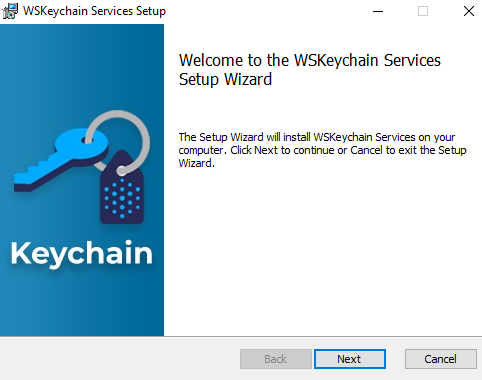 WSKeychain Services Setup
Welcome to the WSKeychain Services
Setup Wizard
The Setup Wizard will install WSKeychain Services on your
computer. Click Next to continue or Cancel to exit the Setup
Wizard.
Keychain
Back
Next
Cancel